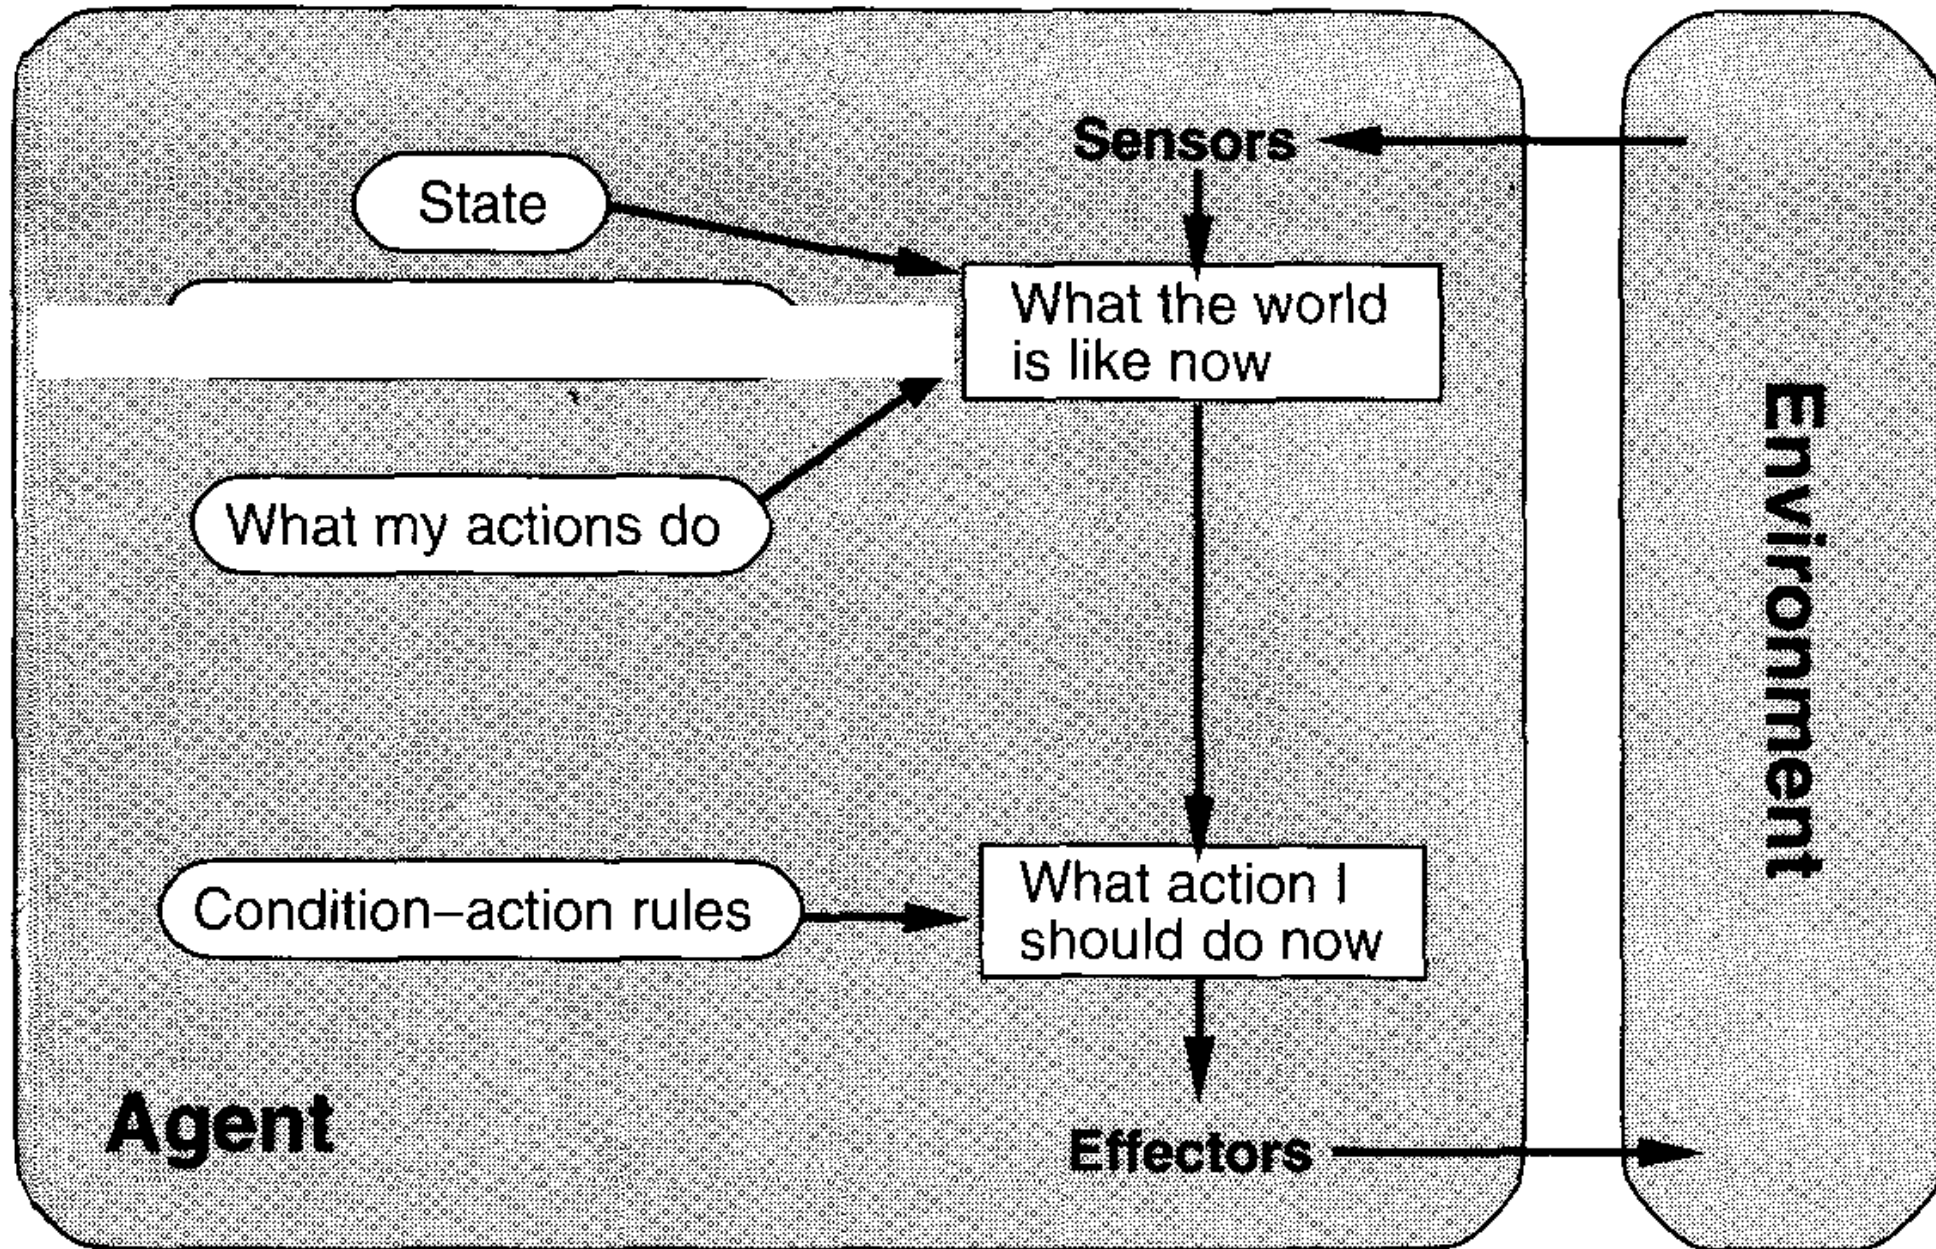 Sensors
State
What the world
is like now
What my actions do
Environment
Condition–action rules
What action I
should do now
Agent
Effectors